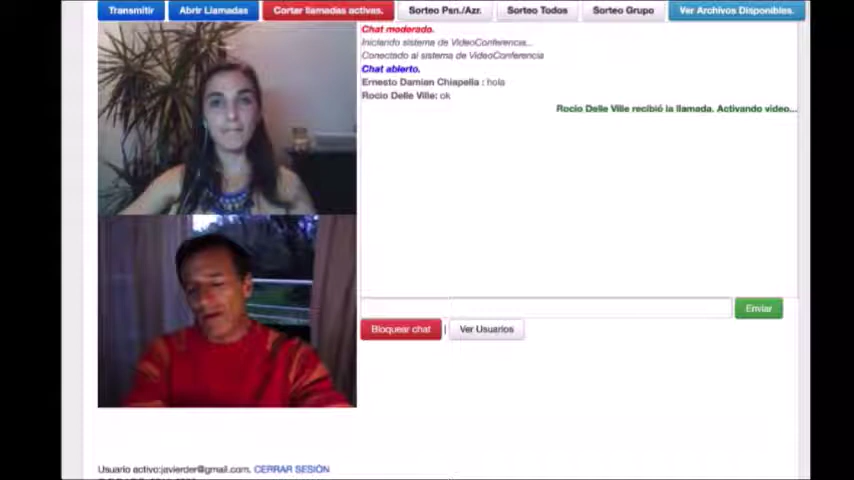 Transmitir Abrir Llamadas Cortar llamadas activas. Sorteo Psn./Azr. Sorteo Todos Sorteo Grupo Ver Archivos Disponibles.
Chat moderado.
Iniciando sistema de VideoConferencia...
Conectado al sistema de VideoConferencia
Chat abierto.
Ernesto Damian Chiapella : hola
Rocio Delle Ville: ok
Rocio Delle Ville recibió la llamada. Activando video...
Enviar
Bloquear chat | Ver Usuarios
Usuario activo:javierder@gmail.com. CERRAR SESIÓN